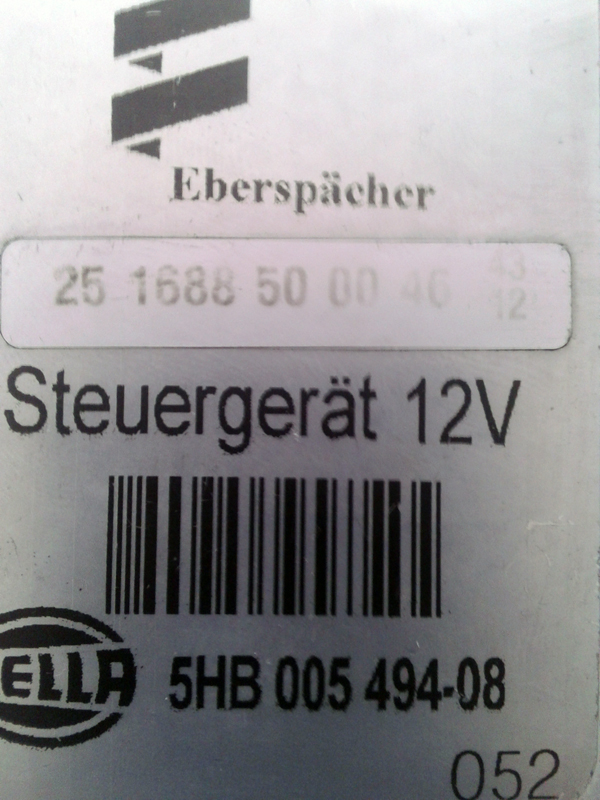 Eberspächer
25 1688 50 00 46 43
12
Steuergerät 12V
ELLA 5HB 005 494-08
052